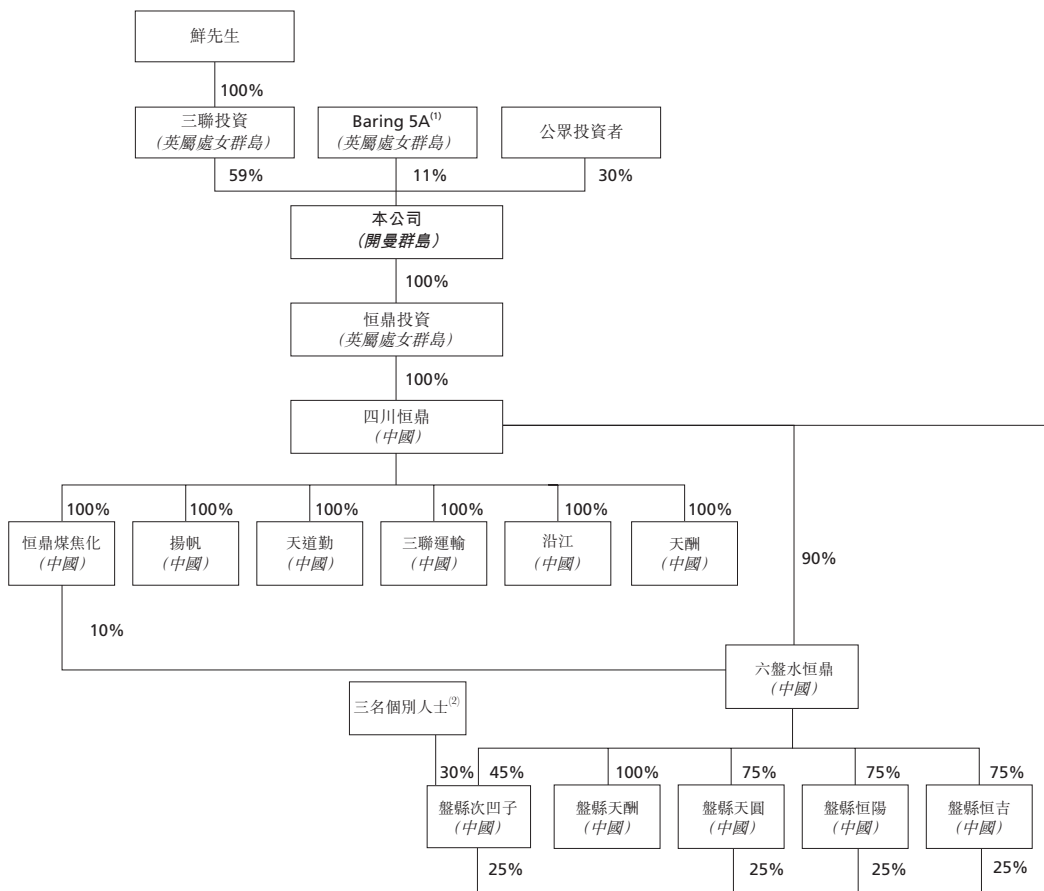 鮮先生
100%
三聯投資
(英屬處女群島)
Baring 5A(1)
(英屬處女群島)
公眾投資者
59%
11%
30%
本公司
(開曼群島)
100%
恒鼎投資
(英屬處女群島)
100%
四川恒鼎
(中國)
100%
100%
100%
100%
100%
100%
恒鼎煤焦化
(中國)
揚帆
(中國)
天道勤
(中國)
三聯運輸
(中國)
沿江
(中國)
天酬
(中國)
90%
10%
六盤水恒鼎
(中國)
三名個別人士(2)
30%
45%
100%
75%
75%
75%
盤縣次凹子
(中國)
盤縣天酬
(中國)
盤縣天圓
(中國)
盤縣恒陽
(中國)
盤縣恒吉
(中國)
25%
25%
25%
25%